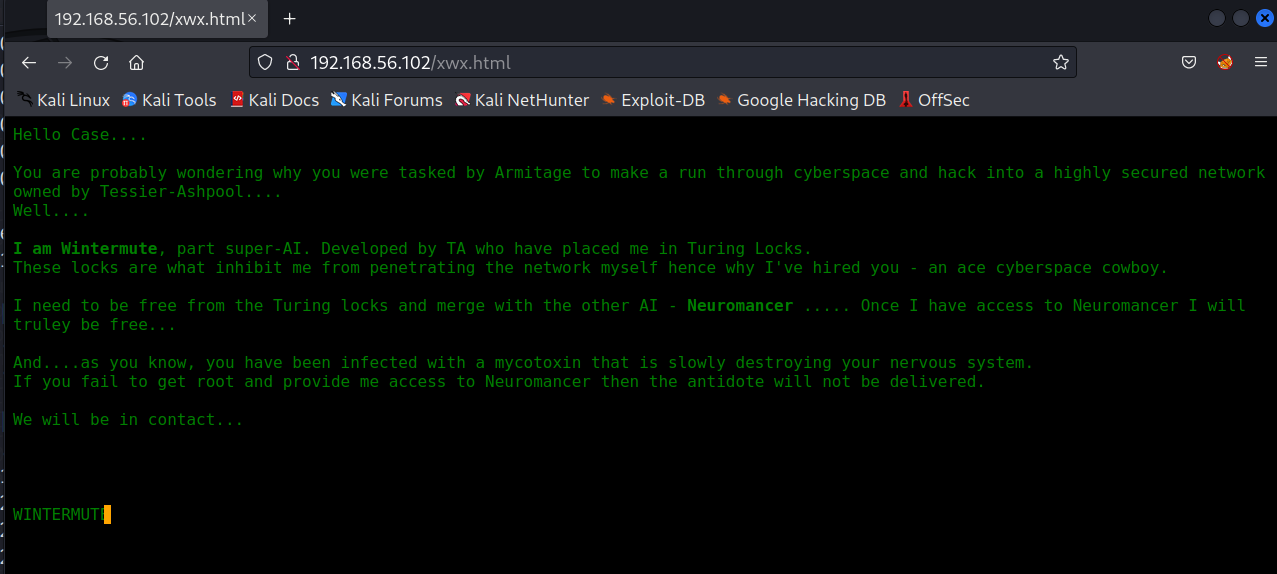 192.168.56.102/xwx.html
192.168.56.102/xwx.html
Kali Linux Kali Tools Kali Docs Kali Forums Kali NetHunter Exploit-DB Google Hacking DB OffSec
Hello Case....
You are probably wondering why you were tasked by Armitage to make a run through cyberspace and hack into a highly secured network
owned by Tessier-Ashpool....
Well....
I am Wintermute, part super-AI. Developed by TA who have placed me in Turing Locks.
These locks are what inhibit me from penetrating the network myself hence why I've hired you - an ace cyberspace cowboy.
I need to be free from the Turing locks and merge with the other AI - Neuromancer ..... Once I have access to Neuromancer I will
truley be free...
And....as you know, you have been infected with a mycotoxin that is slowly destroying your nervous system.
If you fail to get root and provide me access to Neuromancer then the antidote will not be delivered.
We will be in contact...
WINTERMUTE